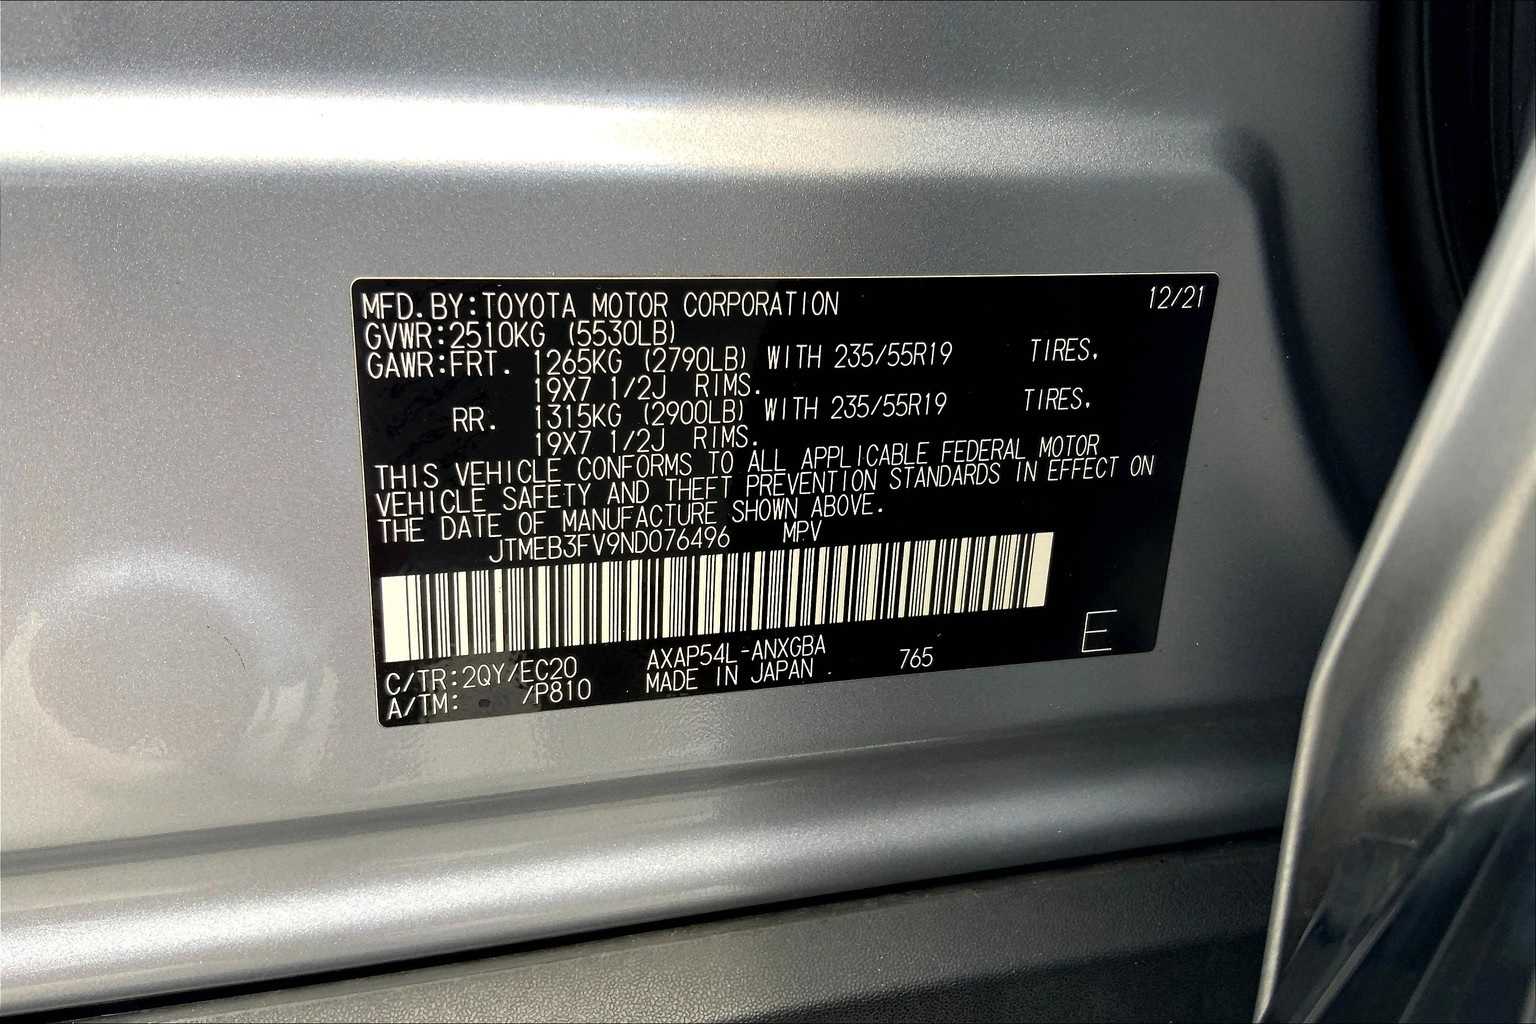 MFD.BY:TOYOTA MOTOR CORPORATION 12/21
GVWR:2510KG (5530LB)
GAWR:FRT. 1265KG (2790LB) WITH 235/55R19 TIRES,
19X7 1/2J RIMS.
RR. 1315KG (2900LB) WITH 235/55R19 TIRES,
19X7 1/2J RIMS.
THIS VEHICLE CONFORMS TO ALL APPLICABLE FEDERAL MOTOR
VEHICLE SAFETY AND THEFT PREVENTION STANDARDS IN EFFECT ON
THE DATE OF MANUFACTURE SHOWN ABOVE.
JTMEB3FV9ND076496 MPV
C/TR:2QY/EC20 AXAP54L-ANXGBA 765 E
A/TM: /P810 MADE IN JAPAN